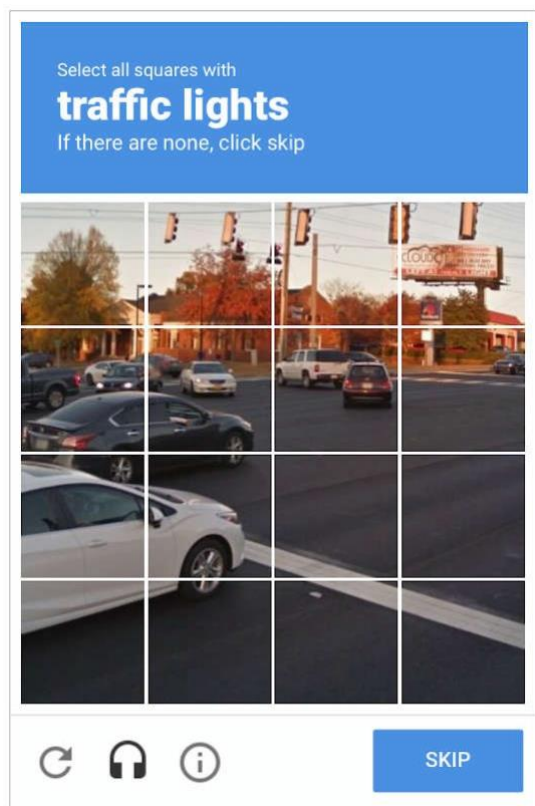 Select all squares with
traffic lights
If there are none, click skip
SKIP